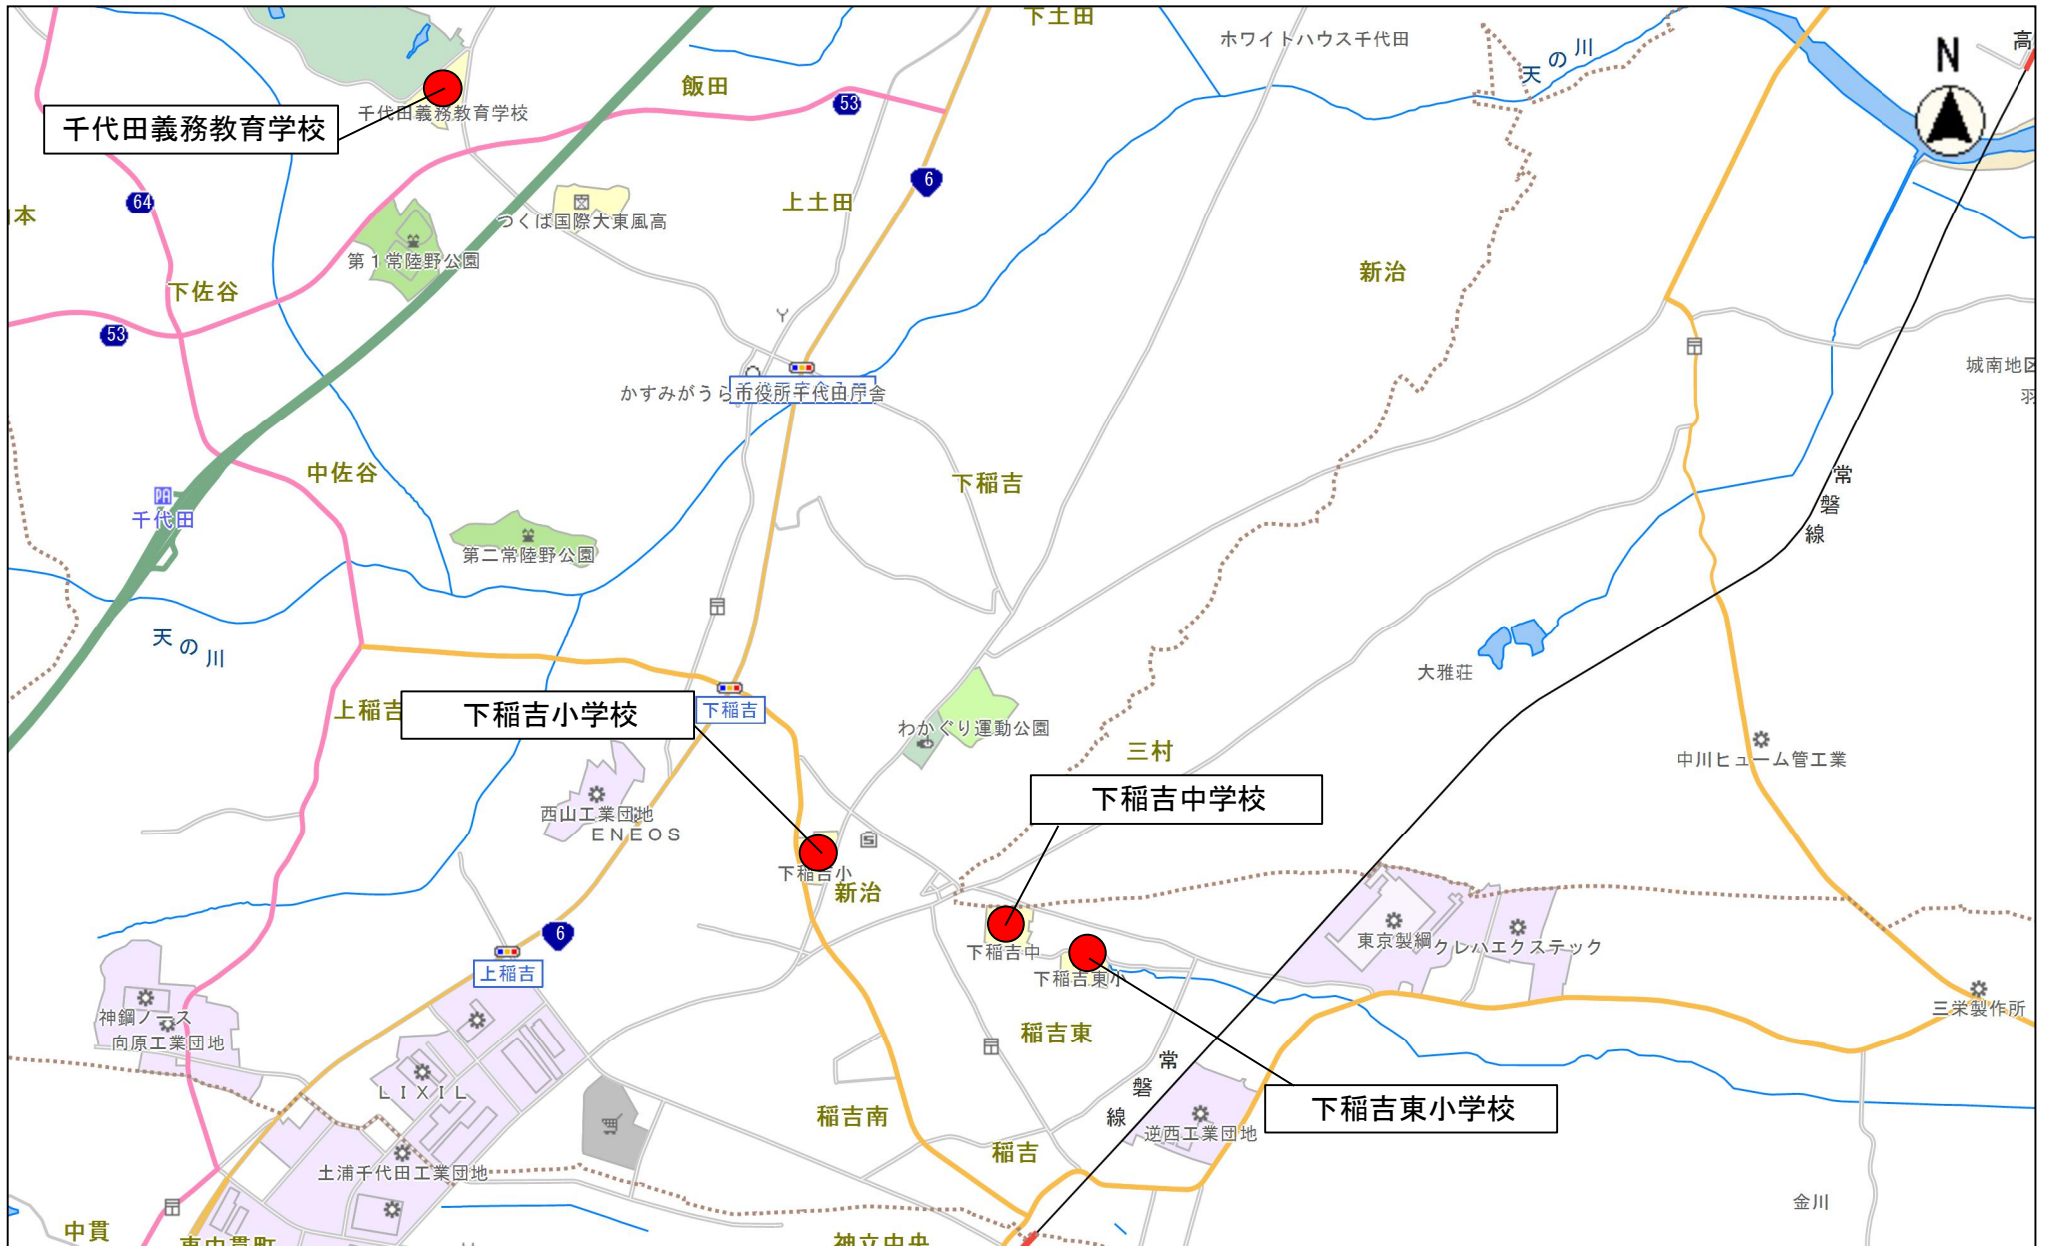 下土田
ホワイトハウス千代田
天の川
高
N
飯田
53
千代田義務教育学校
千代田義務教育学校
6
64
上土田
つくば国際大東風高
本
第1常陸野公園
新治
下佐谷
53
城南地区
羽
かすみがうら市役所千代田庁舎
中佐谷
下稲吉
常磐線
PA
千代田
第二常陸野公園
天の川
大雅荘
上稲吉
下稲吉小学校
下稲吉
わかぐり運動公園
三村
中川ヒューム管工業
下稲吉中学校
西山工業団地
ENEOS
下稲吉小
新治
6
下稲吉中
東京製綱
クレハエクステック
上稲吉
下稲吉東小
神鋼ノース
三栄製作所
向原工業団地
稲吉東
常磐線
LIXIL
下稲吉東小学校
稲吉南
逆西工業団地
稲吉
土浦千代田工業団地
金川
中貫
東中貫町
神立中央